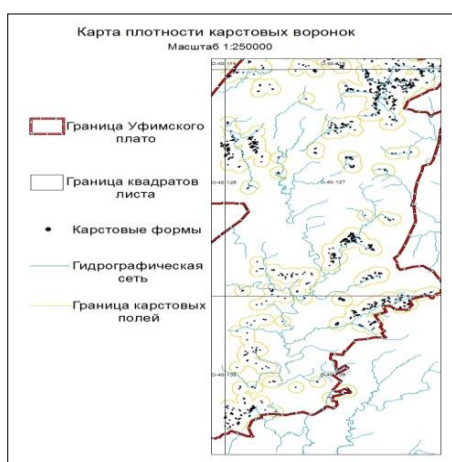 Карта плотности карстовых воронок
Масштаб 1:250000
Граница Уфимского
плато
Граница квадратов
листа
Карстовые формы
Гидрографическая
сеть
Граница карстовых
полей
O-40-128
O-40-127